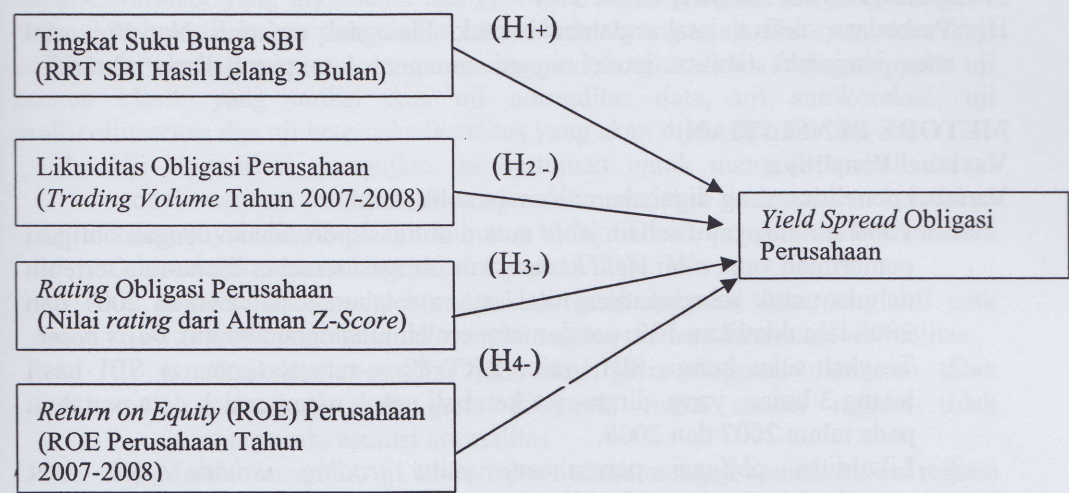 Tingkat Suku Bunga SBI
(RRT SBI Hasil Lelang 3 Bulan)
(H1+)
Likuiditas Obligasi Perusahaan
(Trading Volume Tahun 2007-2008)
(H2 -)
Rating Obligasi Perusahaan
(Nilai rating dari Altman Z-Score)
(H3-)
Return on Equity (ROE) Perusahaan
(ROE Perusahaan Tahun
2007-2008)
(H4-)
Yield Spread Obligasi
Perusahaan